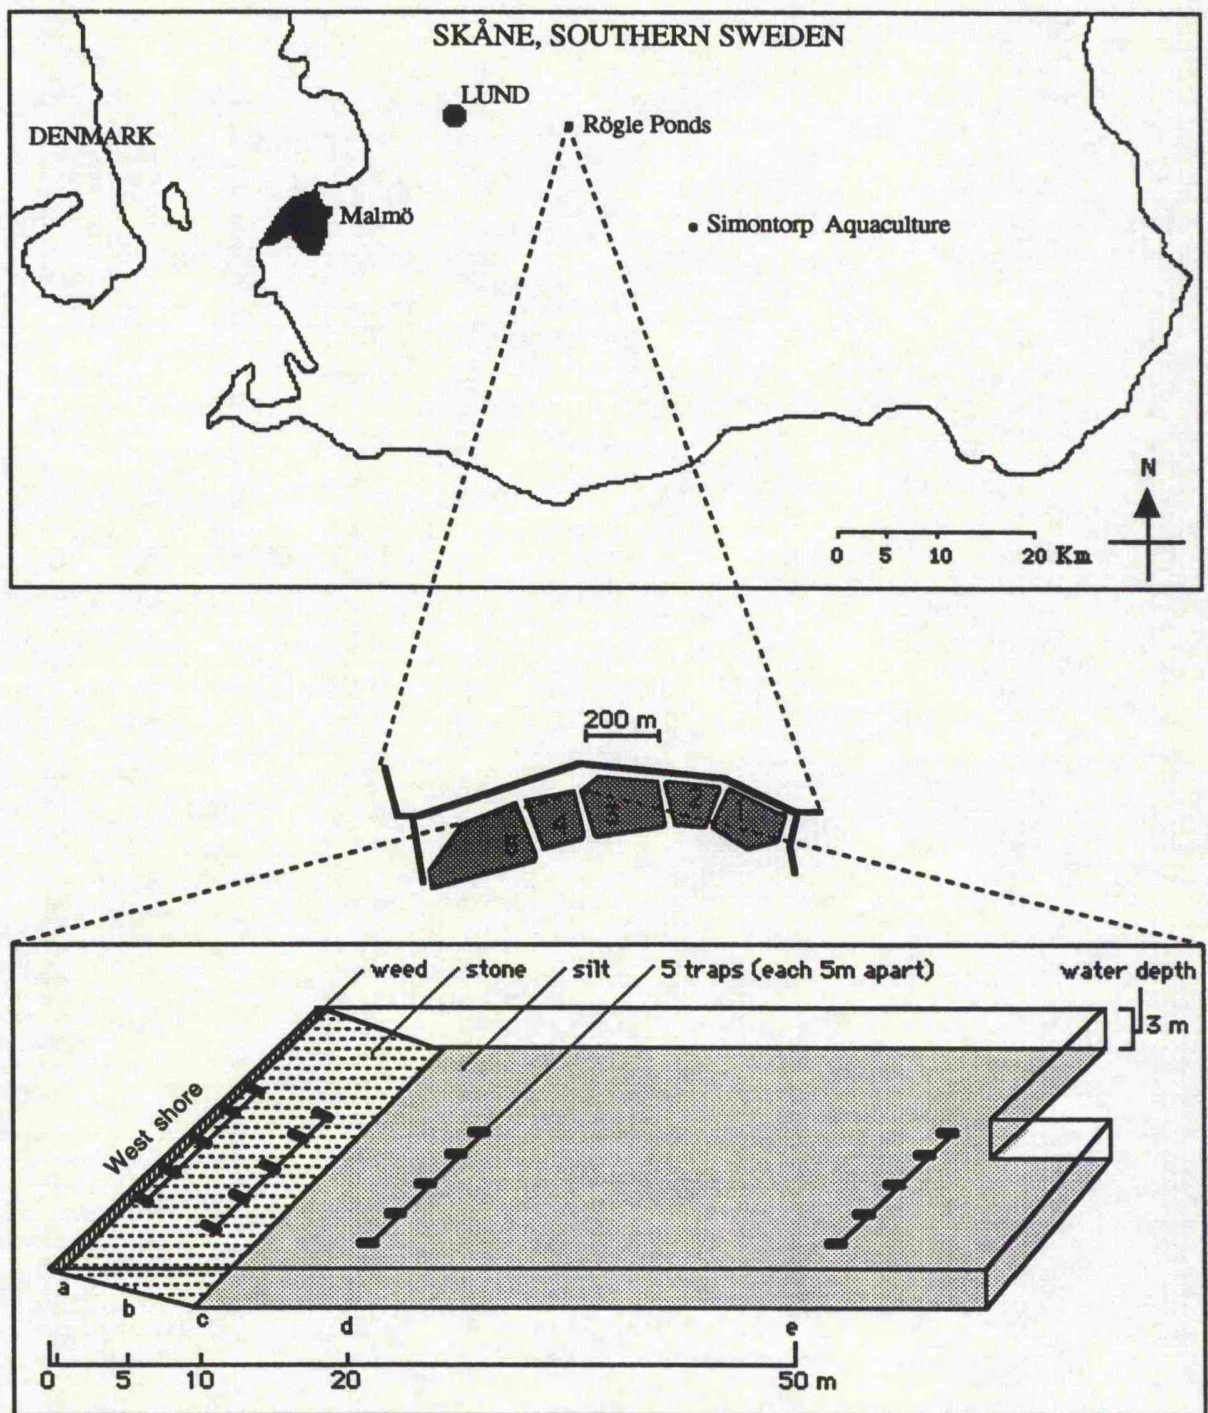 SKÅNE, SOUTHERN SWEDEN
LUND
DENMARK
Rögle Ponds
Malmö
Simontorp Aquaculture
N
0 5 10 20 Km
200 m
5 4 3 2 1
weed stone silt 5 traps (each 5m apart) water depth
3 m
West shore
a
b
c
d
e
0 5 10 20 50 m